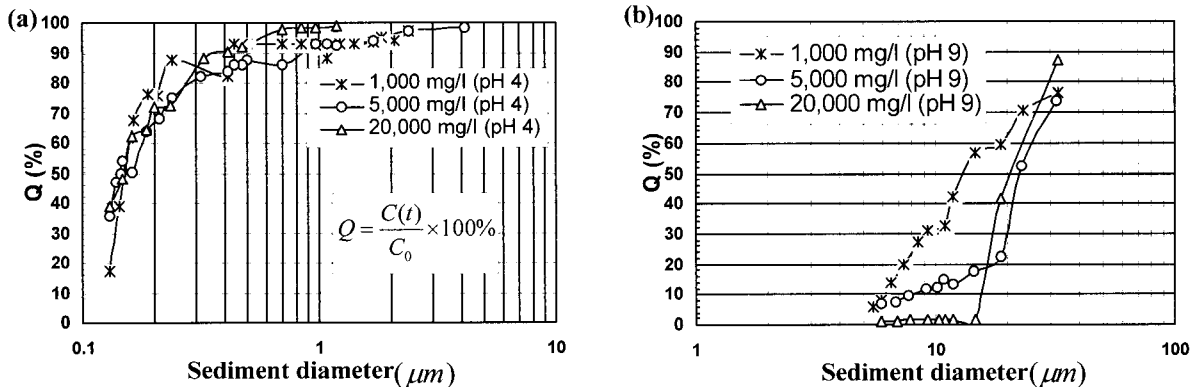 (a)
100
90
80
70
60
50
40
30
20
10
0
Q (%)
1,000 mg/l (pH 4)
5,000 mg/l (pH 4)
20,000 mg/l (pH 4)
Q = C(t)/C₀ × 100%
0.1 1 10
Sediment diameter (μm)
(b)
100
90
80
70
60
50
40
30
20
10
0
Q (%)
1,000 mg/l (pH 9)
5,000 mg/l (pH 9)
20,000 mg/l (pH 9)
1 10 100
Sediment diameter (μm)